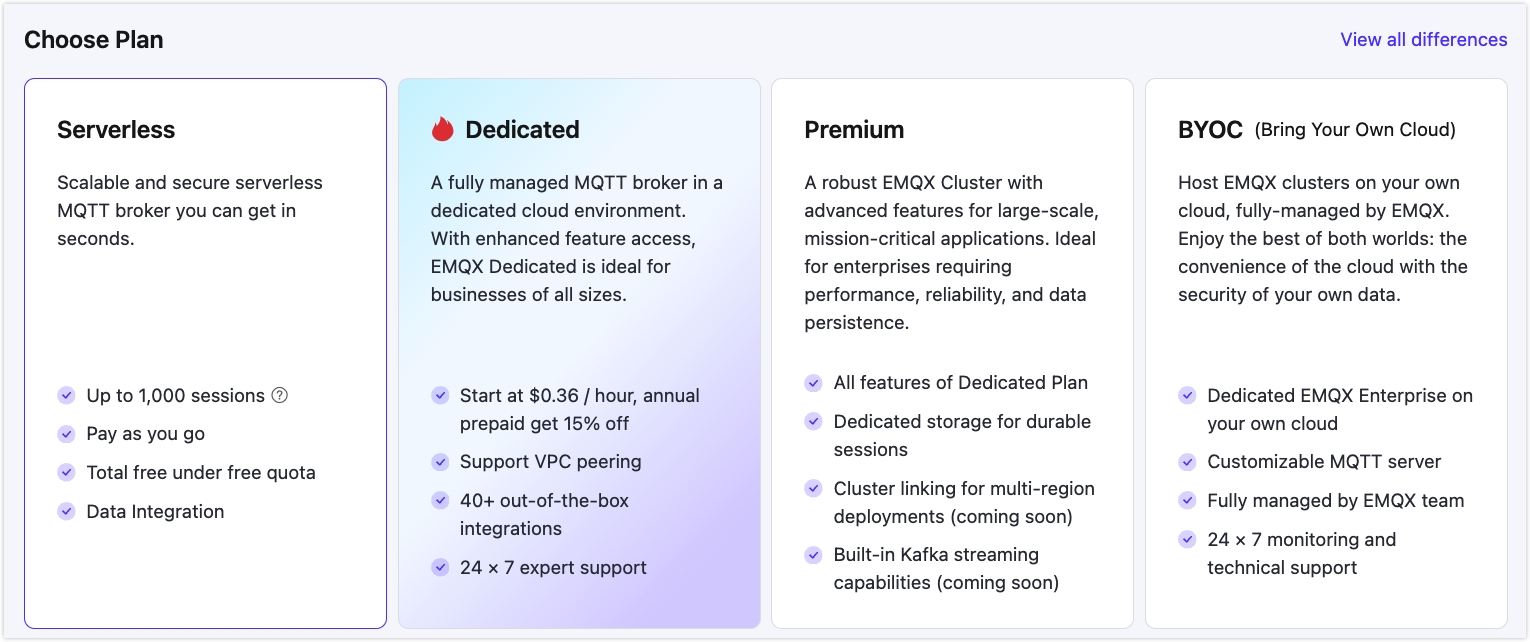 Choose Plan
View all differences
Serverless
Scalable and secure serverless
MQTT broker you can get in
seconds.
Up to 1,000 sessions ?
Pay as you go
Total free under free quota
Data Integration
Dedicated
A fully managed MQTT broker in a
dedicated cloud environment.
With enhanced feature access,
EMQX Dedicated is ideal for
businesses of all sizes.
Start at $0.36 / hour, annual
prepaid get 15% off
Support VPC peering
40+ out-of-the-box
integrations
24 × 7 expert support
Premium
A robust EMQX Cluster with
advanced features for large-scale,
mission-critical applications. Ideal
for enterprises requiring
performance, reliability, and data
persistence.
All features of Dedicated Plan
Dedicated storage for durable
sessions
Cluster linking for multi-region
deployments (coming soon)
Built-in Kafka streaming
capabilities (coming soon)
BYOC (Bring Your Own Cloud)
Host EMQX clusters on your own
cloud, fully-managed by EMQX.
Enjoy the best of both worlds: the
convenience of the cloud with the
security of your own data.
Dedicated EMQX Enterprise on
your own cloud
Customizable MQTT server
Fully managed by EMQX team
24 × 7 monitoring and
technical support